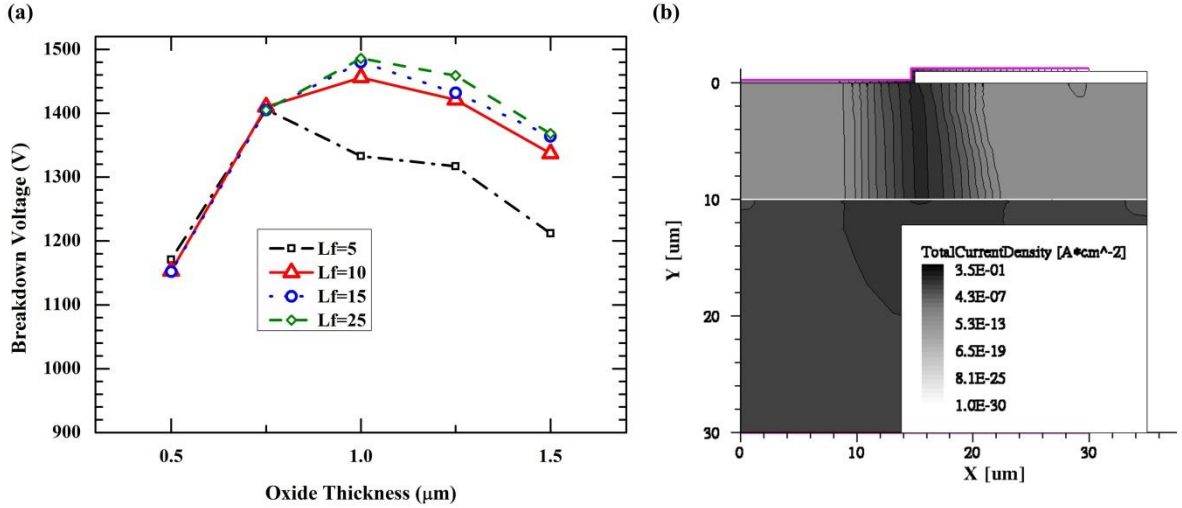 (a)
1500
1400
1300
1200
1100
1000
900
Breakdown Voltage (V)
Lf=5
Lf=10
Lf=15
Lf=25
0.5 1.0 1.5
Oxide Thickness (μm)
(b)
0
10
20
30
Y [um]
TotalCurrentDensity [A*cm^-2]
3.5E-01
4.3E-07
5.3E-13
6.5E-19
8.1E-25
1.0E-30
0 10 20 30
X [um]